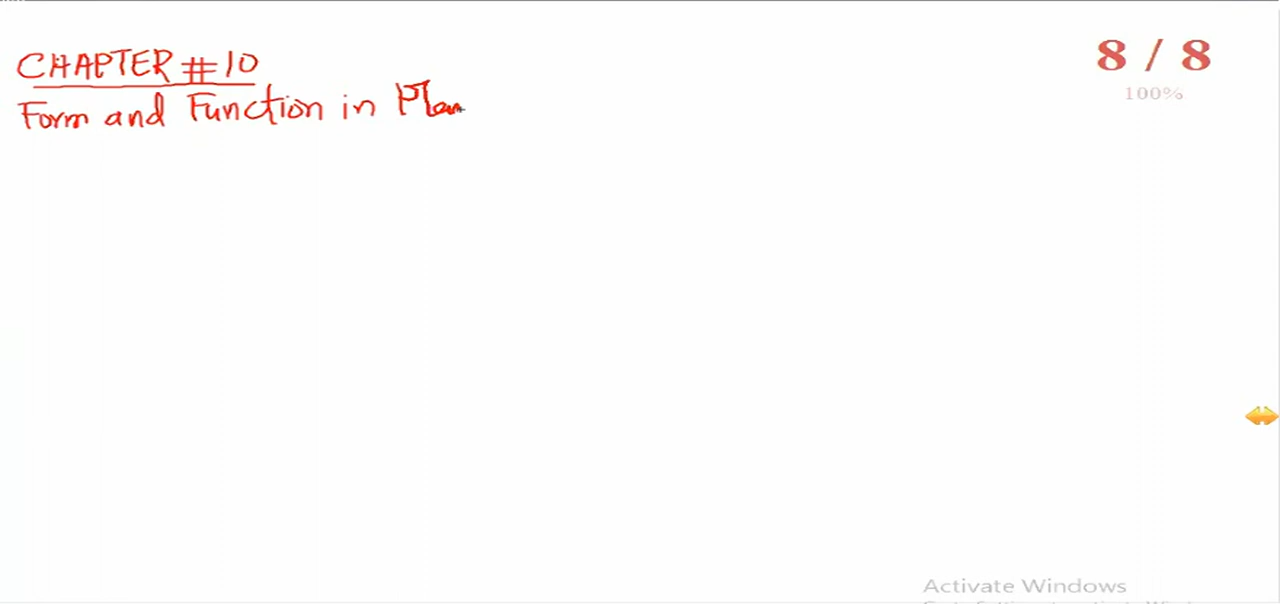 CHAPTER #10
Form and Function in Plan
8 / 8
100%
Activate Windows